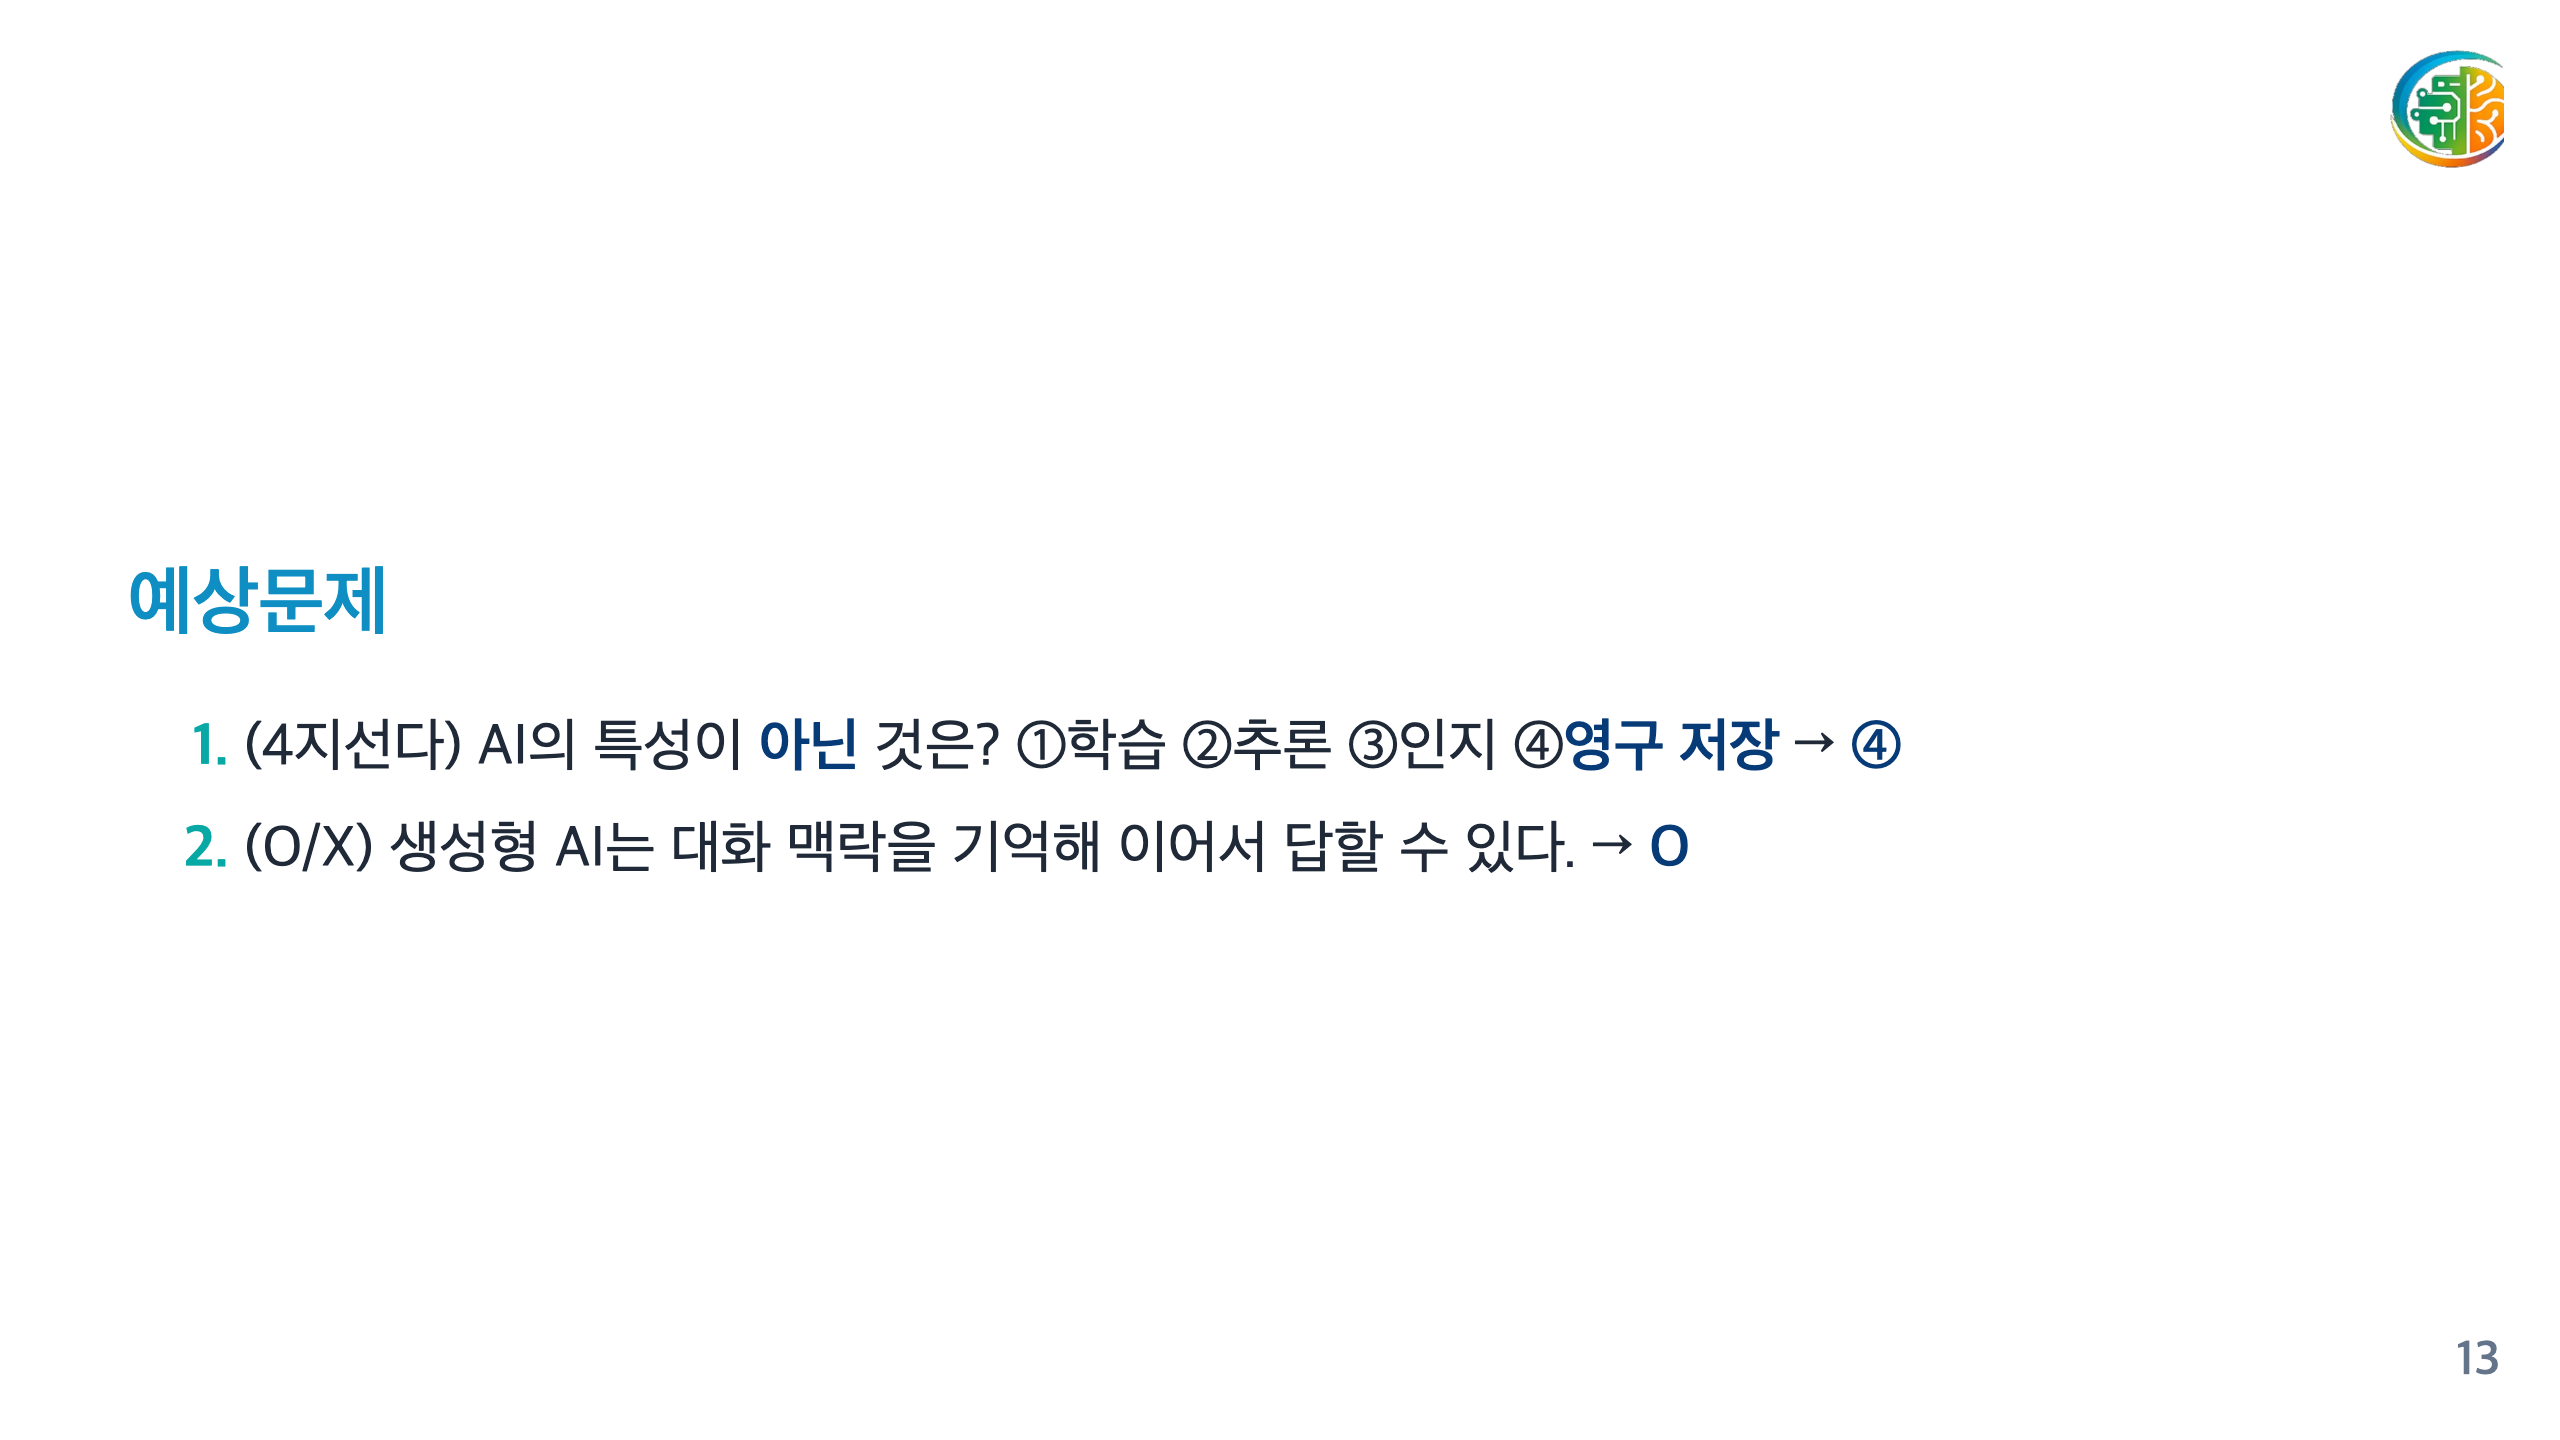 예상문제
1. (4지선다) AI의 특성이 아닌 것은? ①학습 ②추론 ③인지 ④영구 저장 → ④
2. (O/X) 생성형 AI는 대화 맥락을 기억해 이어서 답할 수 있다. → O
13